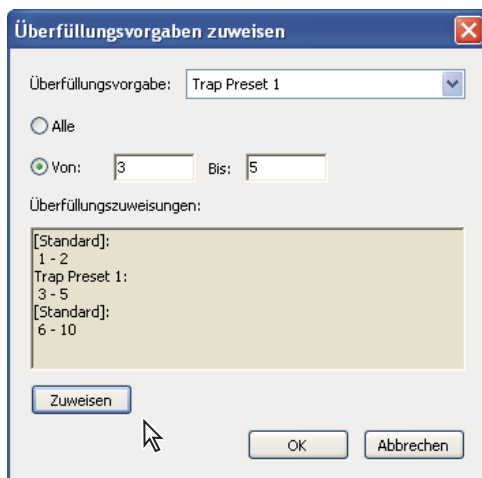 Überfüllungsvorgaben zuweisen
Überfüllungsvorgabe: Trap Preset 1
Alle
Von: 3 Bis: 5
Überfüllungszuweisungen:
[Standard]:
1 - 2
Trap Preset 1:
3 - 5
[Standard]:
6 - 10
Zuweisen
OK Abbrechen